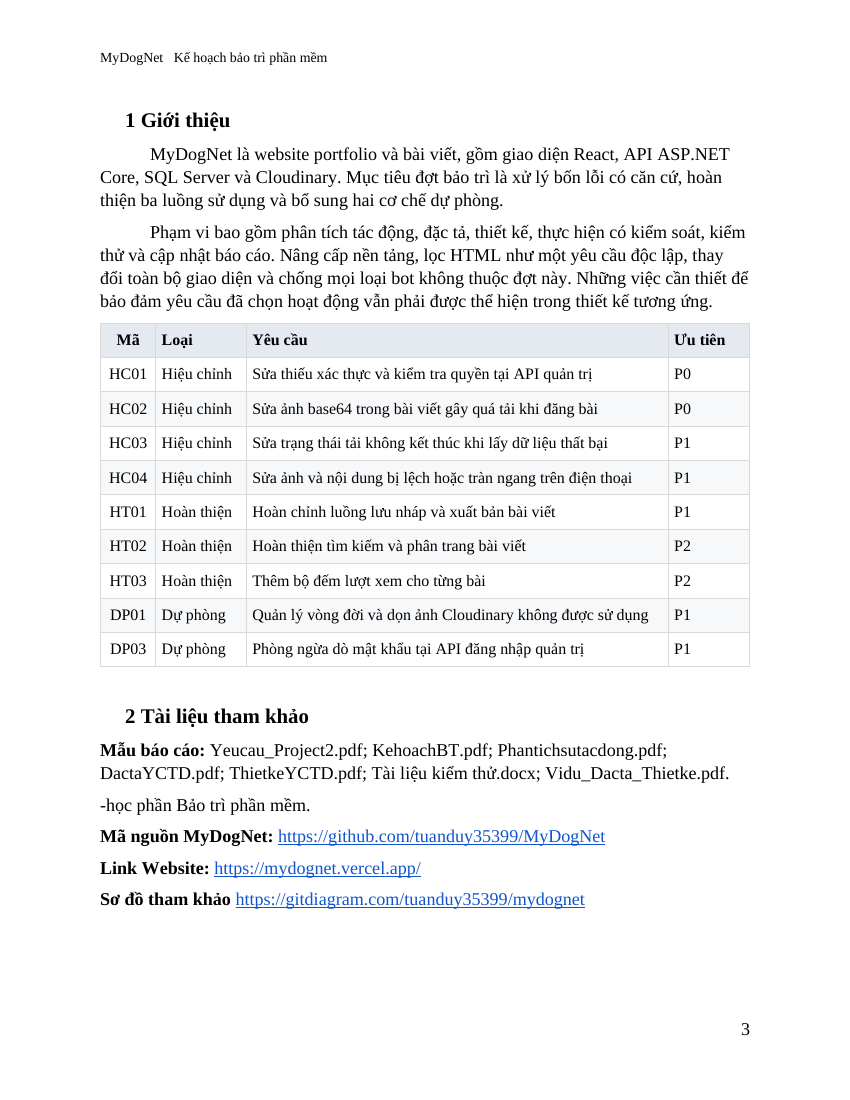 MyDogNet Kế hoạch bảo trì phần mềm
1 Giới thiệu
MyDogNet là website portfolio và bài viết, gồm giao diện React, API ASP.NET
Core, SQL Server và Cloudinary. Mục tiêu đợt bảo trì là xử lý bốn lỗi có căn cứ, hoàn
thiện ba luồng sử dụng và bổ sung hai cơ chế dự phòng.
Phạm vi bao gồm phân tích tác động, đặc tả, thiết kế, thực hiện có kiểm soát, kiểm
thử và cập nhật báo cáo. Nâng cấp nền tảng, lọc HTML như một yêu cầu độc lập, thay
đổi toàn bộ giao diện và chống mọi loại bot không thuộc đợt này. Những việc cần thiết để
bảo đảm yêu cầu đã chọn hoạt động vẫn phải được thể hiện trong thiết kế tương ứng.
Mã Loại Yêu cầu Ưu tiên
HC01 Hiệu chỉnh Sửa thiếu xác thực và kiểm tra quyền tại API quản trị P0
HC02 Hiệu chỉnh Sửa ảnh base64 trong bài viết gây quá tải khi đăng bài P0
HC03 Hiệu chỉnh Sửa trạng thái tải không kết thúc khi lấy dữ liệu thất bại P1
HC04 Hiệu chỉnh Sửa ảnh và nội dung bị lệch hoặc tràn ngang trên điện thoại P1
HT01 Hoàn thiện Hoàn chỉnh luồng lưu nháp và xuất bản bài viết P1
HT02 Hoàn thiện Hoàn thiện tìm kiếm và phân trang bài viết P2
HT03 Hoàn thiện Thêm bộ đếm lượt xem cho từng bài P2
DP01 Dự phòng Quản lý vòng đời và dọn ảnh Cloudinary không được sử dụng P1
DP03 Dự phòng Phòng ngừa dò mật khẩu tại API đăng nhập quản trị P1
2 Tài liệu tham khảo
Mẫu báo cáo: Yeucau_Project2.pdf; KehoachBT.pdf; Phantichsutacdong.pdf;
DactaYCTD.pdf; ThietkeYCTD.pdf; Tài liệu kiểm thử.docx; Vidu_Dacta_Thietke.pdf.
-học phần Bảo trì phần mềm.
Mã nguồn MyDogNet: https://github.com/tuanduy35399/MyDogNet
Link Website: https://mydognet.vercel.app/
Sơ đồ tham khảo https://gitdiagram.com/tuanduy35399/mydognet
3